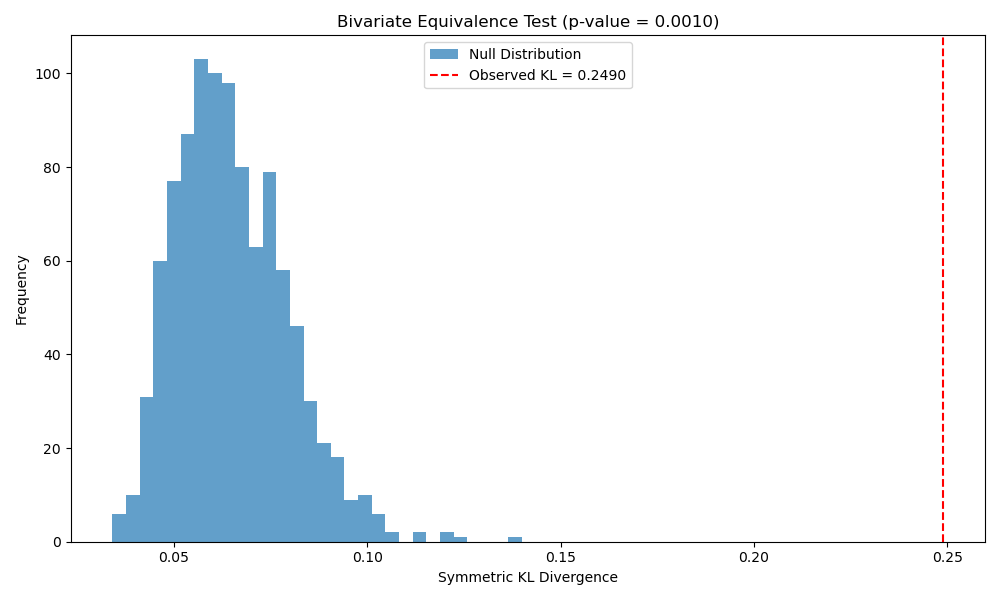 Bivariate Equivalence Test (p-value = 0.0010)
Null Distribution
Observed KL = 0.2490
Frequency
100
80
60
40
20
0
0.05
0.10
0.15
0.20
0.25
Symmetric KL Divergence